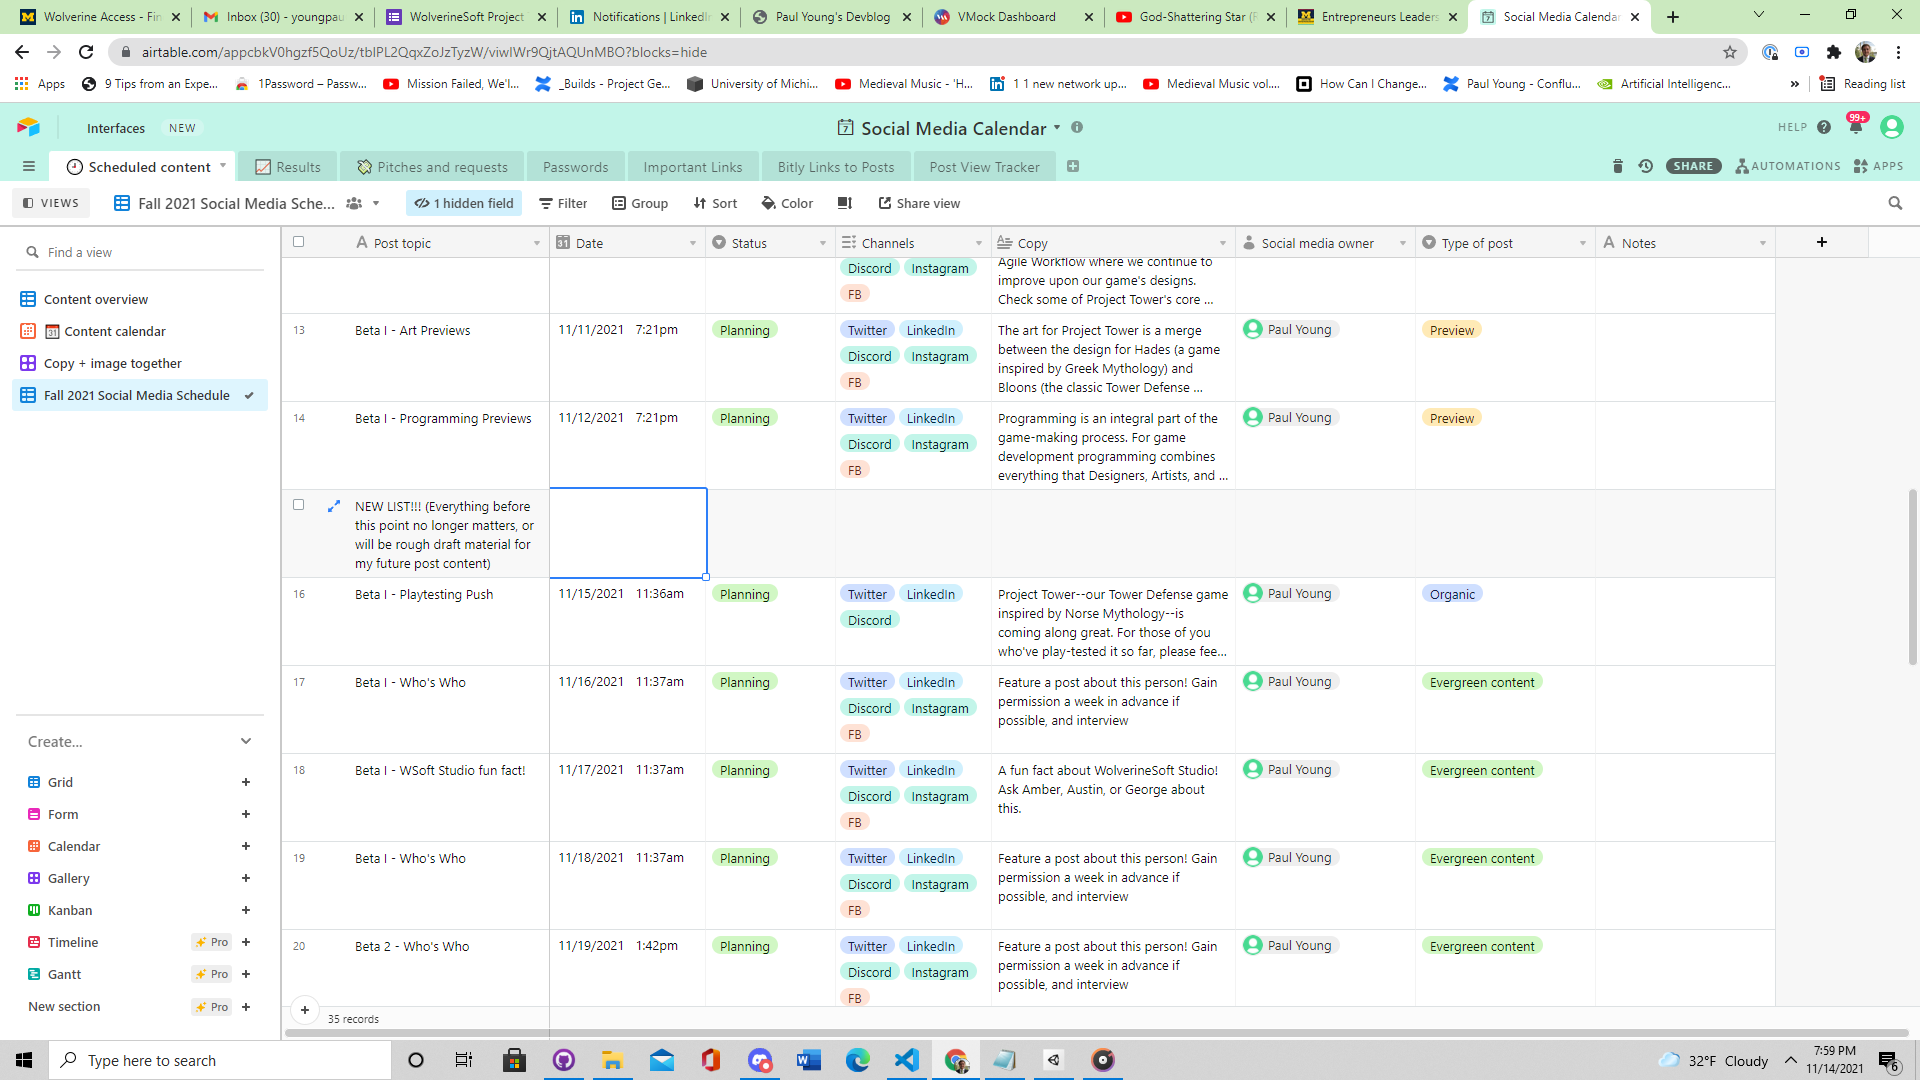 Wolverine Access - Fin
Inbox (30) - youngpau
WolverineSoft Project
Notifications | LinkedIn
Paul Young's Devblog
VMock Dashboard
God-Shattering Star (F
Entrepreneurs Leaders
Social Media Calendar
airtable.com/appcbkV0hgzf5QoUz/tblPL2QqxZoJzTyzW/viwIWr9QjtAQUnMBO?blocks=hide
Apps
9 Tips from an Expe...
1Password – Passw...
Mission Failed, We'l...
_Builds - Project Ge...
University of Michi...
Medieval Music - 'H...
1 1 new network up...
Medieval Music vol....
How Can I Change...
Paul Young - Conflu...
Artificial Intelligenc...
»
Reading list
Interfaces
NEW
Social Media Calendar
HELP
99+
Scheduled content
Results
Pitches and requests
Passwords
Important Links
Bitly Links to Posts
Post View Tracker
SHARE
AUTOMATIONS
APPS
VIEWS
Fall 2021 Social Media Sche...
1 hidden field
Filter
Group
Sort
Color
Share view
Find a view
Content overview
Content calendar
Copy + image together
Fall 2021 Social Media Schedule
Create...
Grid
Form
Calendar
Gallery
Kanban
Timeline
Pro
Gantt
Pro
New section
Pro
Post topic
Date
Status
Channels
Copy
Social media owner
Type of post
Notes
Discord Instagram
FB
Agile Workflow where we continue to
improve upon our game's designs.
Check some of Project Tower's core ...
13
Beta I - Art Previews
11/11/2021 7:21pm
Planning
Twitter LinkedIn
Discord Instagram
FB
The art for Project Tower is a merge
between the design for Hades (a game
inspired by Greek Mythology) and
Bloons (the classic Tower Defense ...
Paul Young
Preview
14
Beta I - Programming Previews
11/12/2021 7:21pm
Planning
Twitter LinkedIn
Discord Instagram
FB
Programming is an integral part of the
game-making process. For game
development programming combines
everything that Designers, Artists, and ...
Paul Young
Preview
NEW LIST!!! (Everything before
this point no longer matters, or
will be rough draft material for
my future post content)
16
Beta I - Playtesting Push
11/15/2021 11:36am
Planning
Twitter LinkedIn
Discord
Project Tower--our Tower Defense game
inspired by Norse Mythology--is
coming along great. For those of you
who've play-tested it so far, please fee...
Paul Young
Organic
17
Beta I - Who's Who
11/16/2021 11:37am
Planning
Twitter LinkedIn
Discord Instagram
FB
Feature a post about this person! Gain
permission a week in advance if
possible, and interview
Paul Young
Evergreen content
18
Beta I - WSoft Studio fun fact!
11/17/2021 11:37am
Planning
Twitter LinkedIn
Discord Instagram
FB
A fun fact about WolverineSoft Studio!
Ask Amber, Austin, or George about
this.
Paul Young
Evergreen content
19
Beta I - Who's Who
11/18/2021 11:37am
Planning
Twitter LinkedIn
Discord Instagram
FB
Feature a post about this person! Gain
permission a week in advance if
possible, and interview
Paul Young
Evergreen content
20
Beta 2 - Who's Who
11/19/2021 1:42pm
Planning
Twitter LinkedIn
Discord Instagram
FB
Feature a post about this person! Gain
permission a week in advance if
possible, and interview
Paul Young
Evergreen content
35 records
Type here to search
32°F Cloudy
7:59 PM
11/14/2021
6